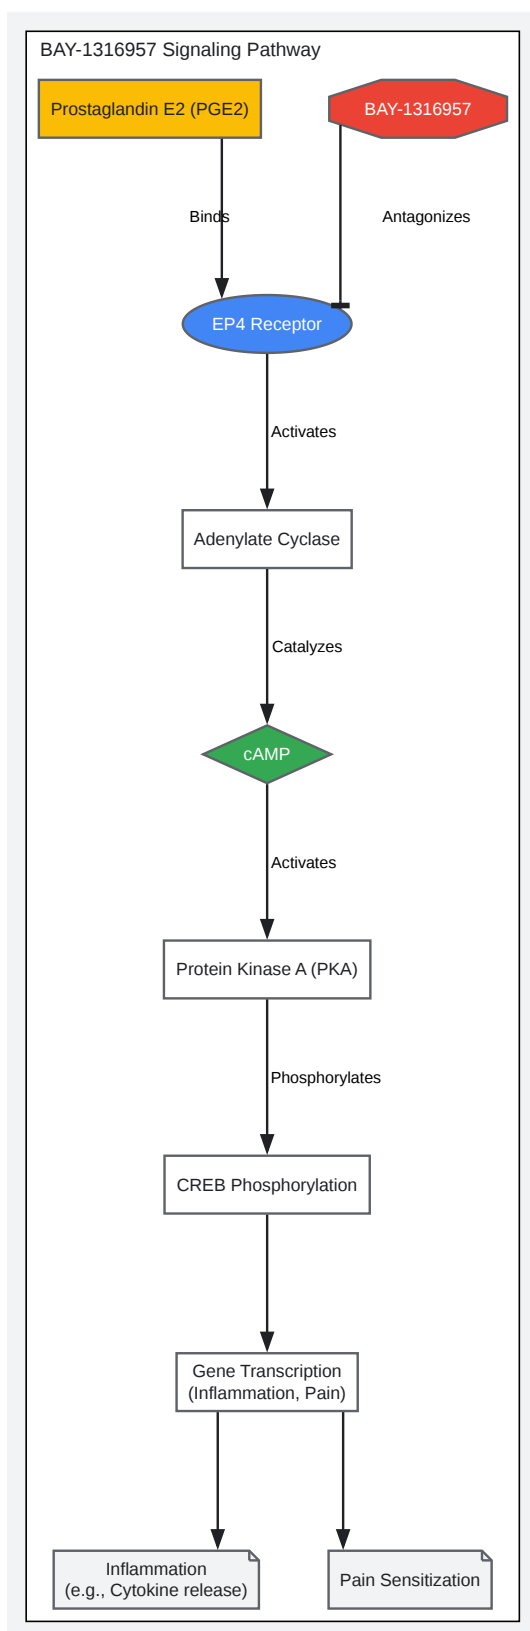 BAY-1316957 Signaling Pathway
Prostaglandin E2 (PGE2)
BAY-1316957
Binds
Antagonizes
EP4 Receptor
Activates
Adenylate Cyclase
Catalyzes
cAMP
Activates
Protein Kinase A (PKA)
Phosphorylates
CREB Phosphorylation
Gene Transcription
(Inflammation, Pain)
Inflammation
(e.g., Cytokine release)
Pain Sensitization